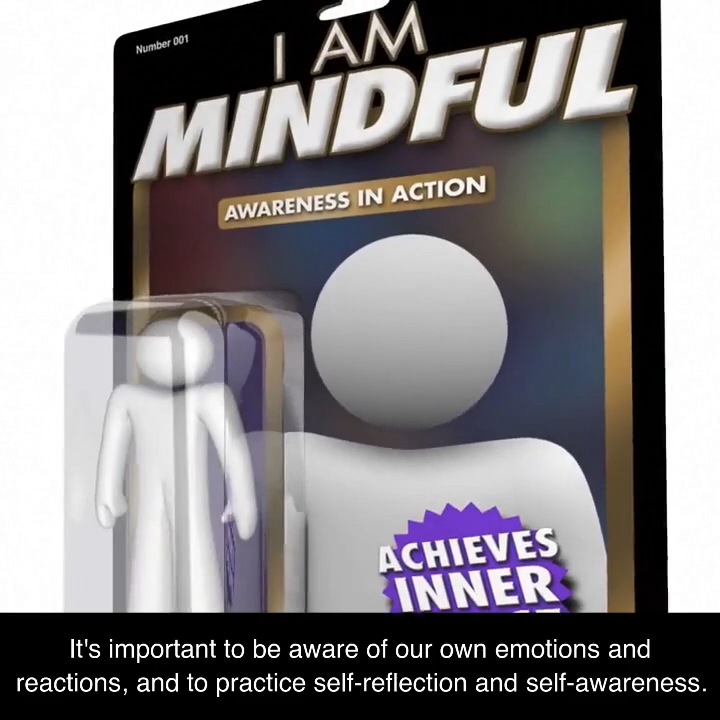 Number 001
I AM
MINDFUL
AWARENESS IN ACTION
ACHIEVES
INNER
It's important to be aware of our own emotions and
reactions, and to practice self-reflection and self-awareness.